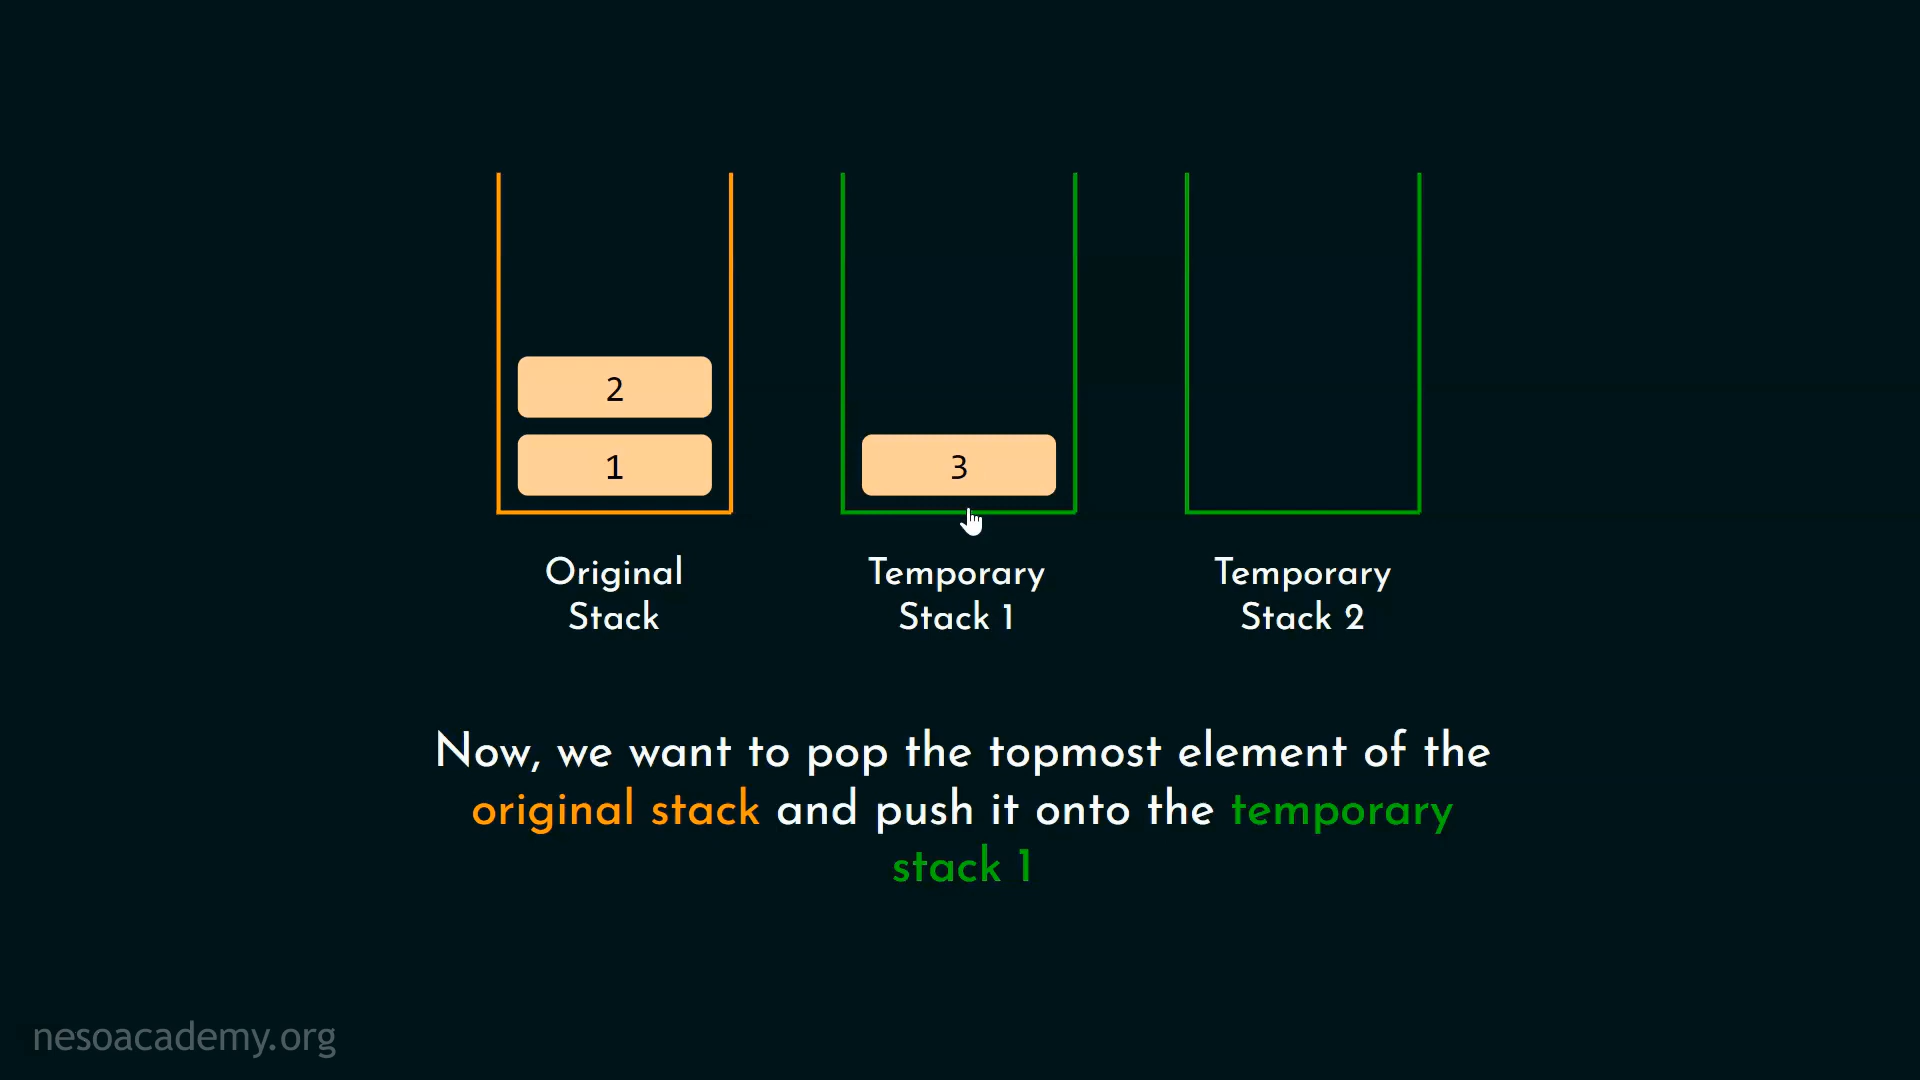 2
1
3
Original
Stack
Temporary
Stack 1
Temporary
Stack 2
Now, we want to pop the topmost element of the
original stack and push it onto the temporary
stack 1
nesoacademy.org